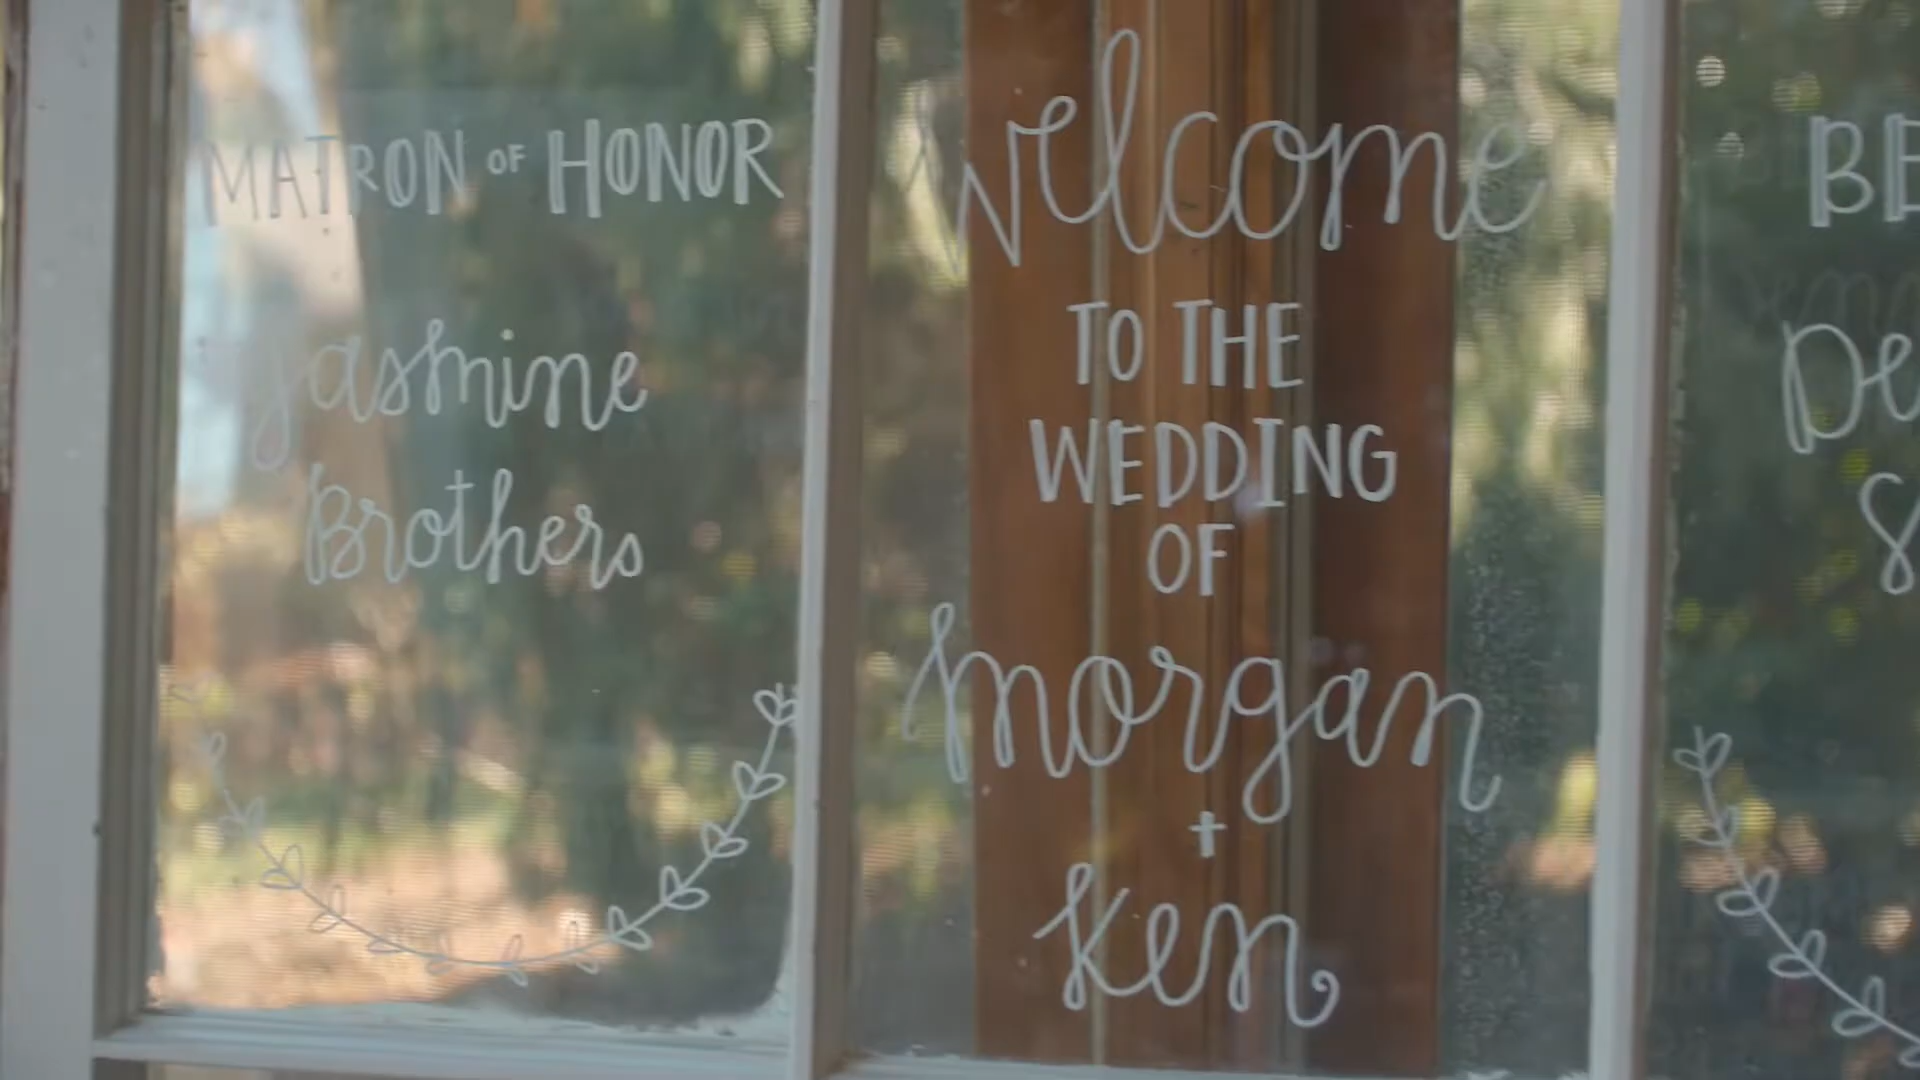 MATRON OF HONOR
Jasmine
Brothers
Welcome
TO THE
WEDDING
OF
Morgan
+
Ken